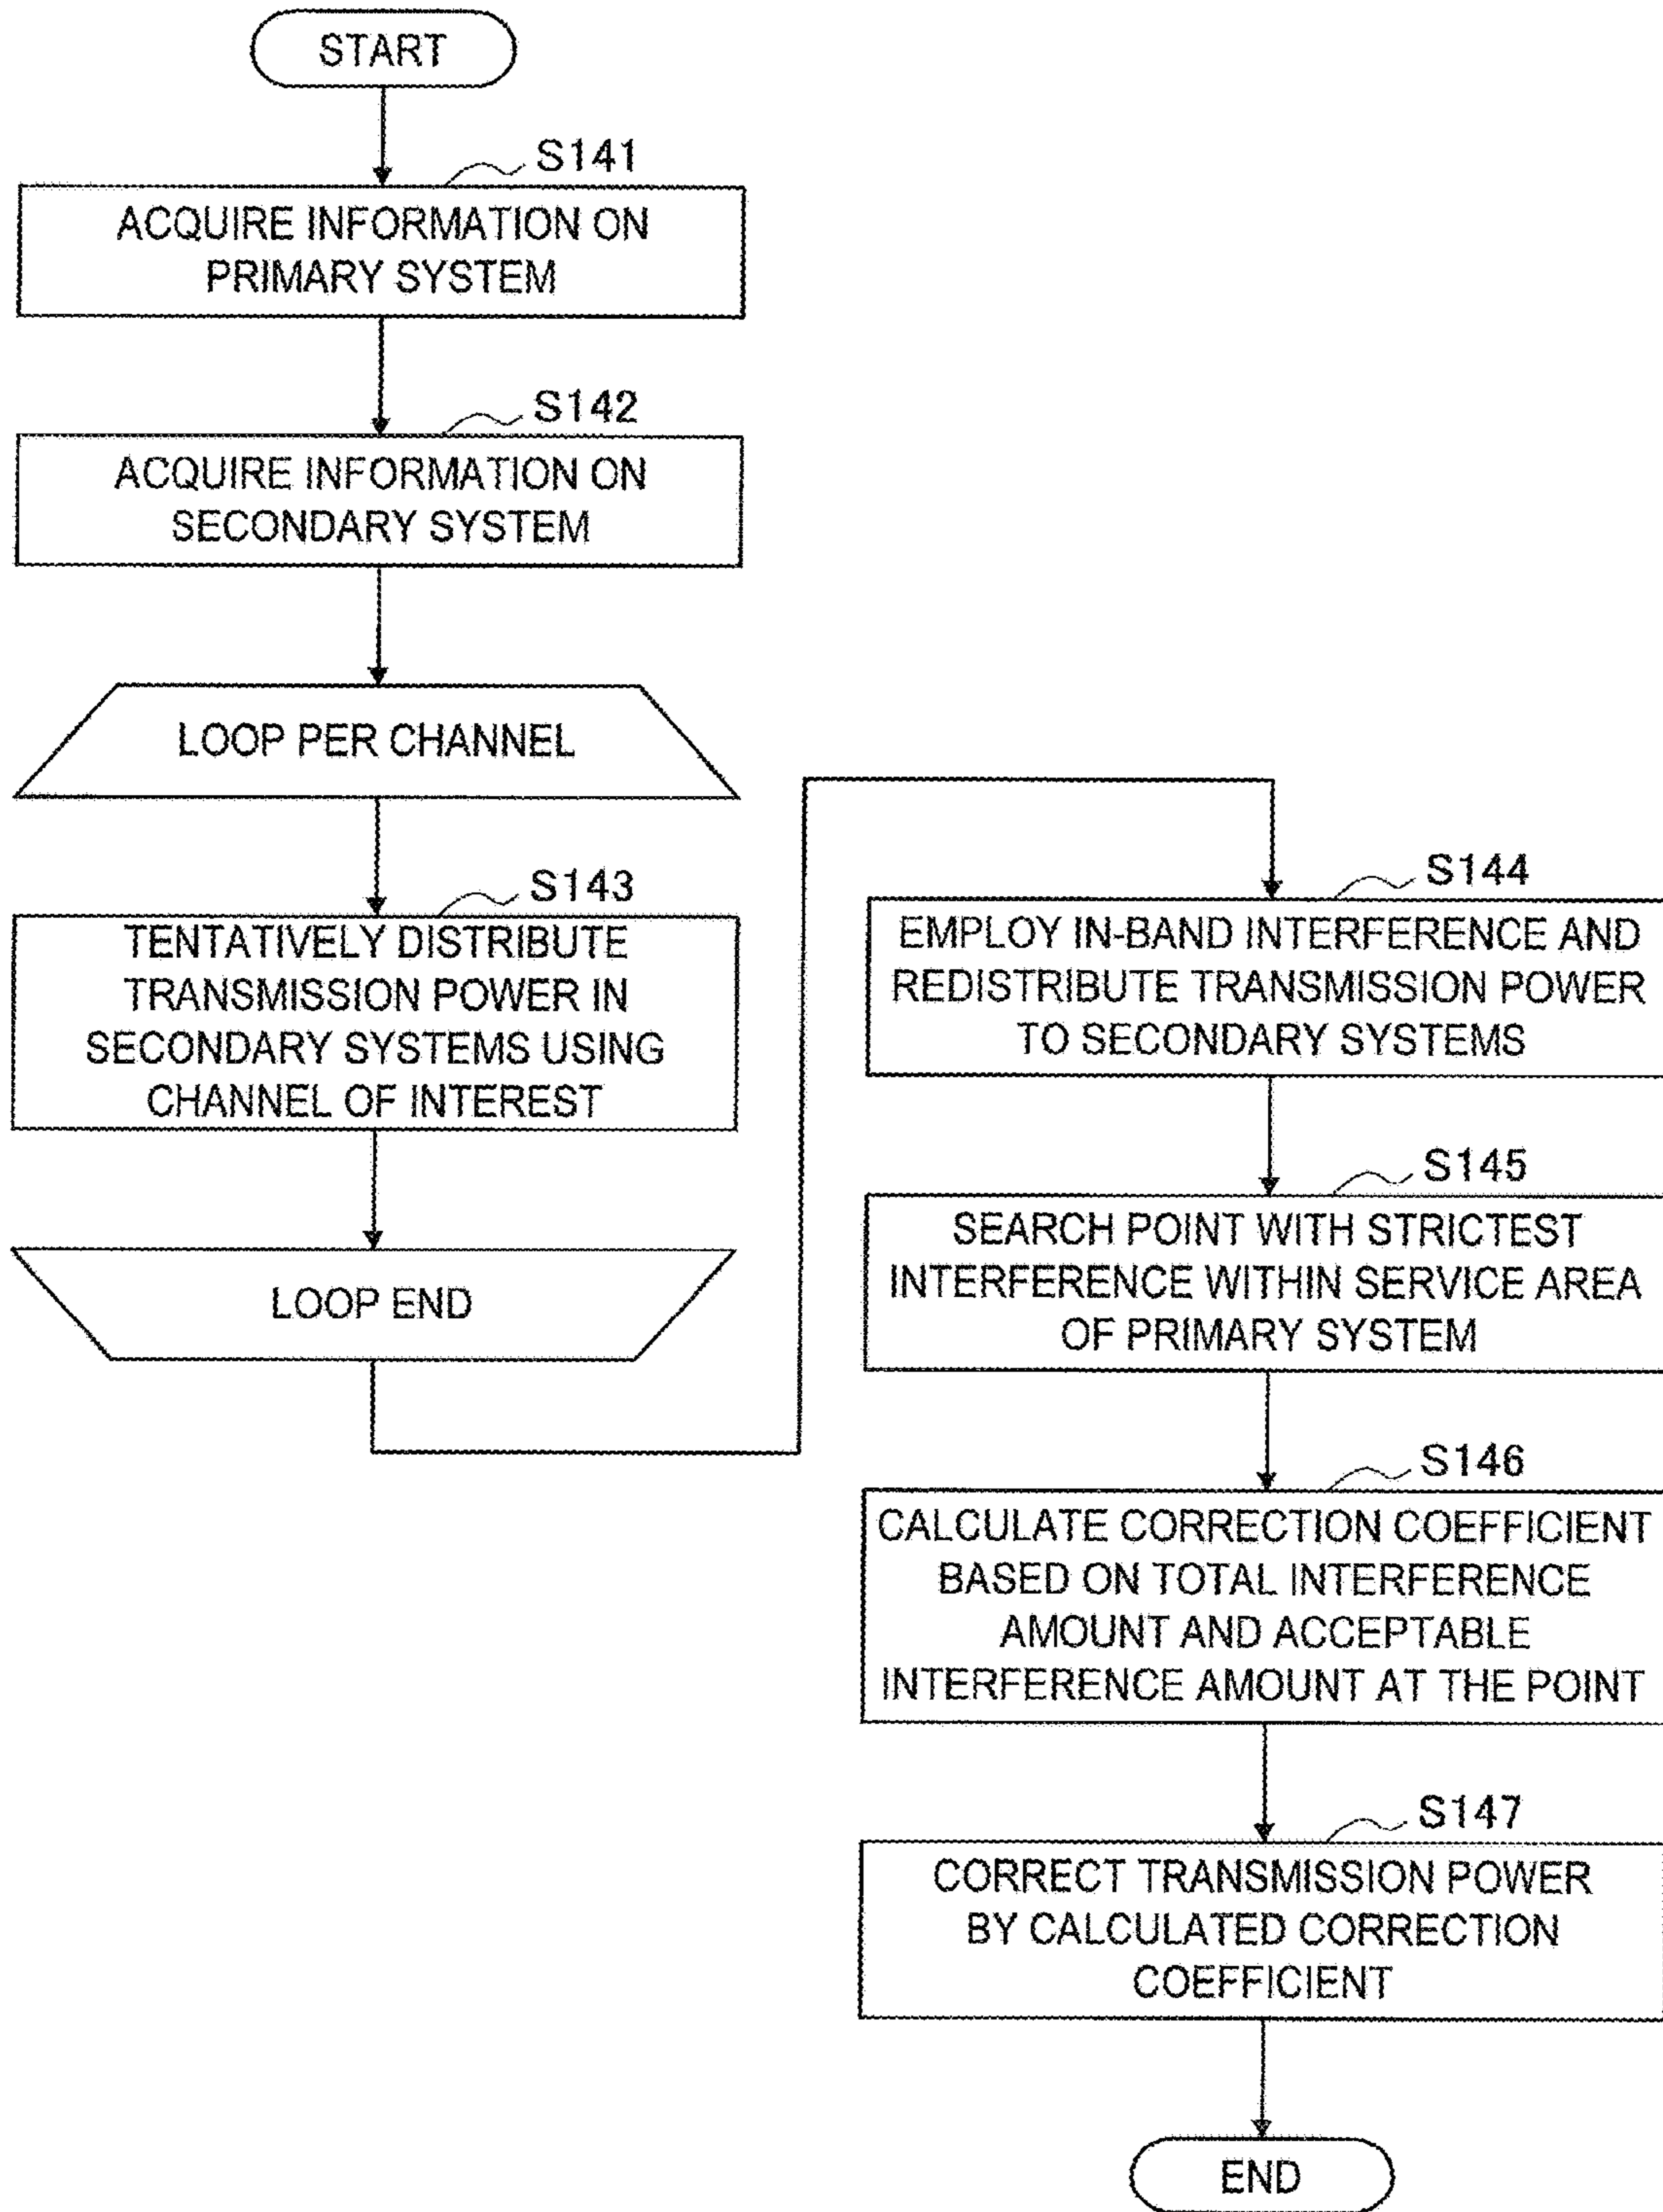 START
S141
ACQUIRE INFORMATION ON
PRIMARY SYSTEM
S142
ACQUIRE INFORMATION ON
SECONDARY SYSTEM
LOOP PER CHANNEL
S143
TENTATIVELY DISTRIBUTE
TRANSMISSION POWER IN
SECONDARY SYSTEMS USING
CHANNEL OF INTEREST
LOOP END
S144
EMPLOY IN-BAND INTERFERENCE AND
REDISTRIBUTE TRANSMISSION POWER
TO SECONDARY SYSTEMS
S145
SEARCH POINT WITH STRICTEST
INTERFERENCE WITHIN SERVICE AREA
OF PRIMARY SYSTEM
S146
CALCULATE CORRECTION COEFFICIENT
BASED ON TOTAL INTERFERENCE
AMOUNT AND ACCEPTABLE
INTERFERENCE AMOUNT AT THE POINT
S147
CORRECT TRANSMISSION POWER
BY CALCULATED CORRECTION
COEFFICIENT
END